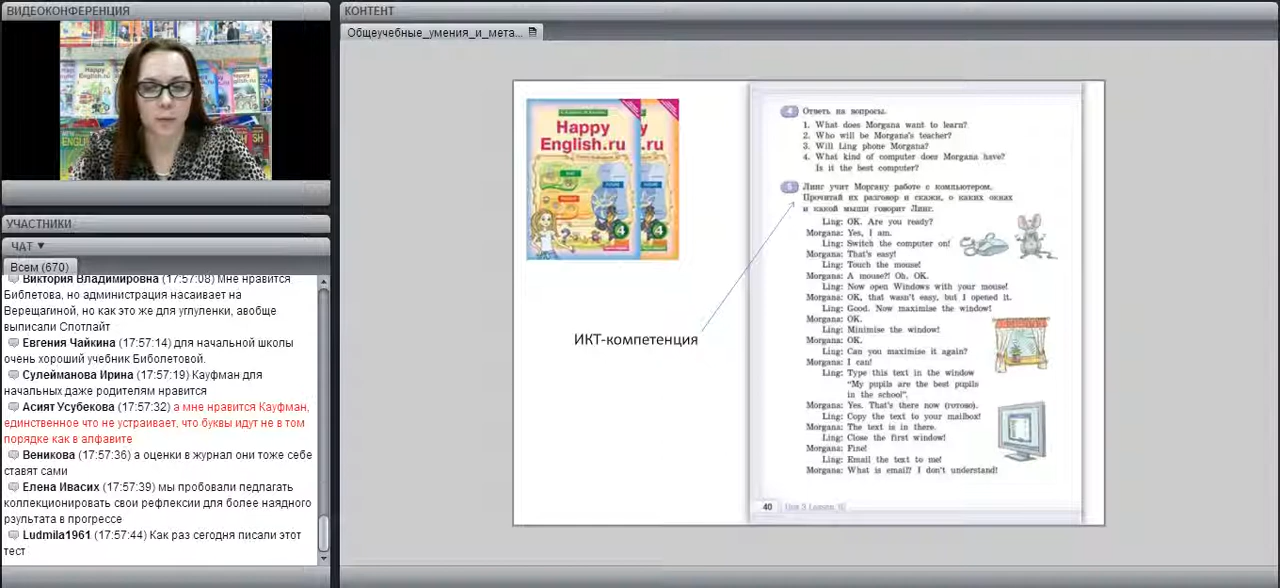 ВИДЕОКОНФЕРЕНЦИЯ
УЧАСТНИКИ
ЧАТ
Всем (670)
Виктория Владимировна (17:57:08) Мне нравится
Библетова, но администрация насаивает на
Верещагиной, но как это же для углуленки, авобще
выписали Спотлайт
Евгения Чайкина (17:57:14) для начальной школы
очень хороший учебник Биболетовой.
Сулейманова Ирина (17:57:19) Кауфман для
начальных даже родителям нравится
Асият Усубекова (17:57:32) а мне нравится Кауфман,
единственное что не устраивает, что буквы идут не в том
порядке как в алфавите
Веникова (17:57:36) а оценки в журнал они тоже себе
ставят сами
Елена Ивасих (17:57:39) мы пробовали педлагать
коллекционировать свои рефлексии для более наядного
рзультата в прогрессе
Ludmila1961 (17:57:44) Как раз сегодня писали этот
тест
КОНТЕНТ
Общеучебные_умения_и_мета...
Happy
English.ru
4
4
ИКТ-компетенция
4 Ответь на вопросы.
1. What does Morgana want to learn?
2. Who will be Morgana's teacher?
3. Will Ling phone Morgana?
4. What kind of computer does Morgana have?
Is it the best computer?
5 Линг учит Моргану работе с компьютером.
Прочитай их разговор и скажи, о каких окнах
и какой мыши говорит Линг.
Ling: OK. Are you ready?
Morgana: Yes, I am.
Ling: Switch the computer on!
Morgana: That's easy!
Ling: Touch the mouse!
Morgana: A mouse?! Oh, OK.
Ling: Now open Windows with your mouse!
Morgana: OK, that wasn't easy, but I opened it.
Ling: Good. Now maximise the window!
Morgana: OK.
Ling: Minimise the window!
Morgana: OK.
Ling: Can you maximise it again?
Morgana: I can!
Ling: Type this text in the window
"My pupils are the best pupils
in the school".
Morgana: Yes. That's there now (готово).
Ling: Copy the text to your mailbox!
Morgana: The text is in there.
Ling: Close the first window!
Morgana: Fine!
Ling: Email the text to me!
Morgana: What is email? I don't understand!
40